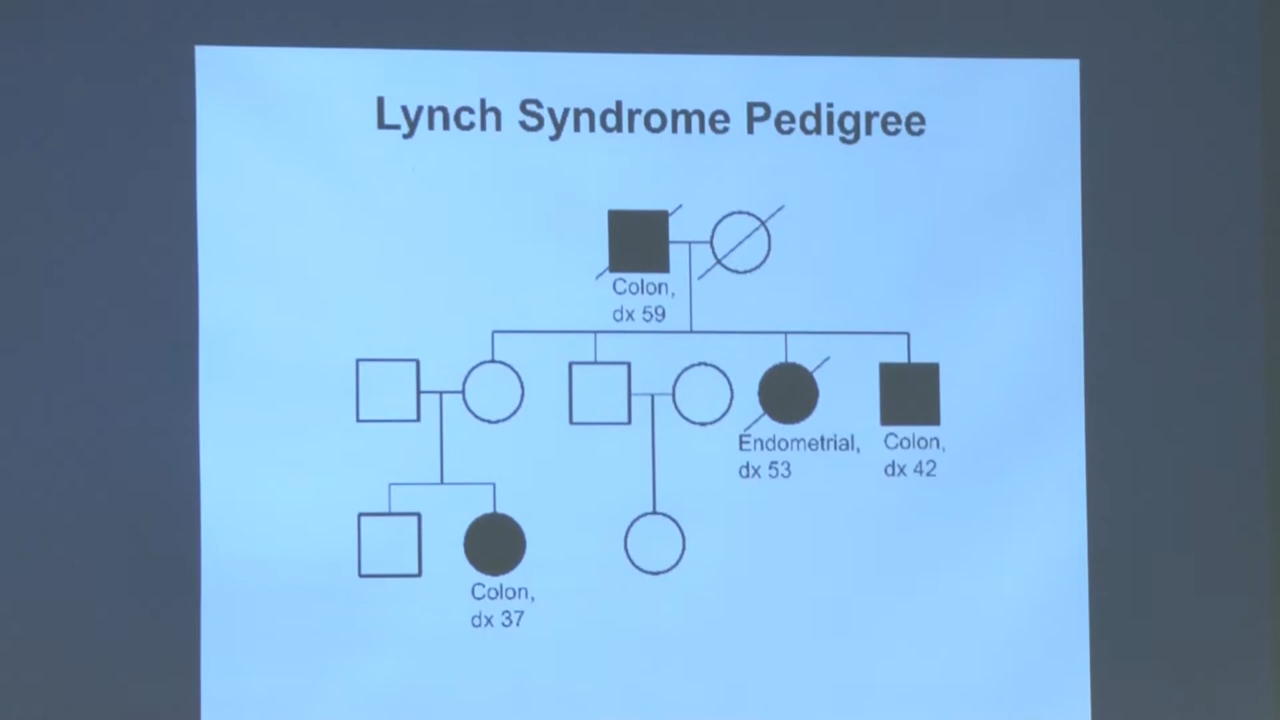 Lynch Syndrome Pedigree
Colon,
dx 59
Endometrial,
dx 53
Colon,
dx 42
Colon,
dx 37